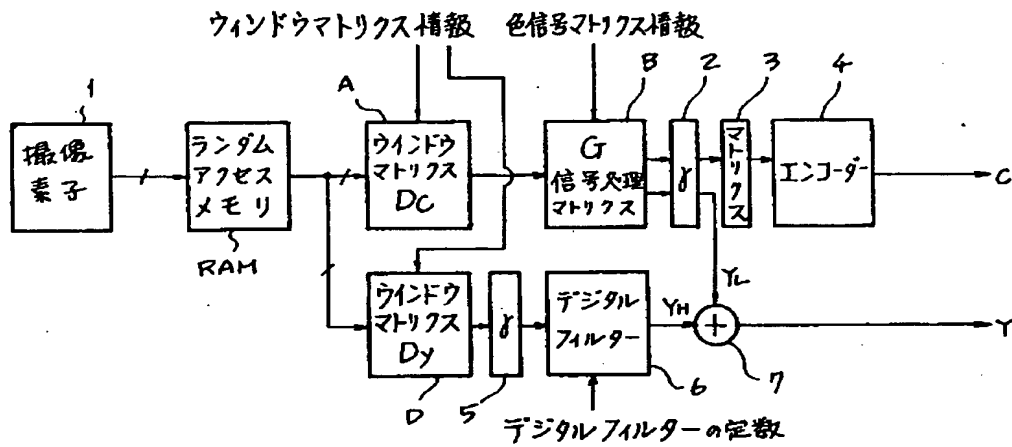 ウィンドウマトリクス情報
色信号マトリクス情報
1
A
B
2
3
4
撮像
素子
ランダム
アクセス
メモリ
ウインドウ
マトリクス
Dc
G
信号処理
マトリクス
γ
マトリクス
エンコーダー
C
RAM
YL
ウインドウ
マトリクス
Dy
γ
デジタル
フィルター
YH
+
Y
D
5
6
7
デジタルフィルターの定数